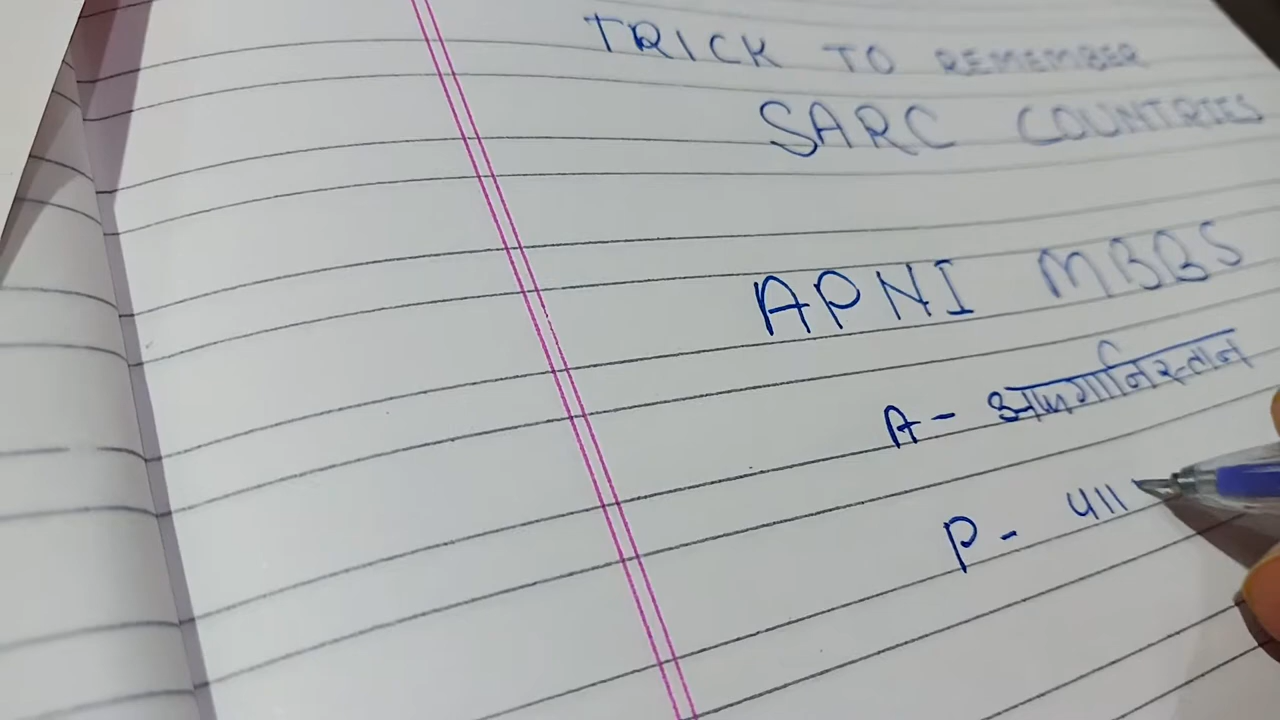 TRICK TO REMEMBER
SARC COUNTRIES
APNI MBBS
A - अफगानिस्तान
P - पा